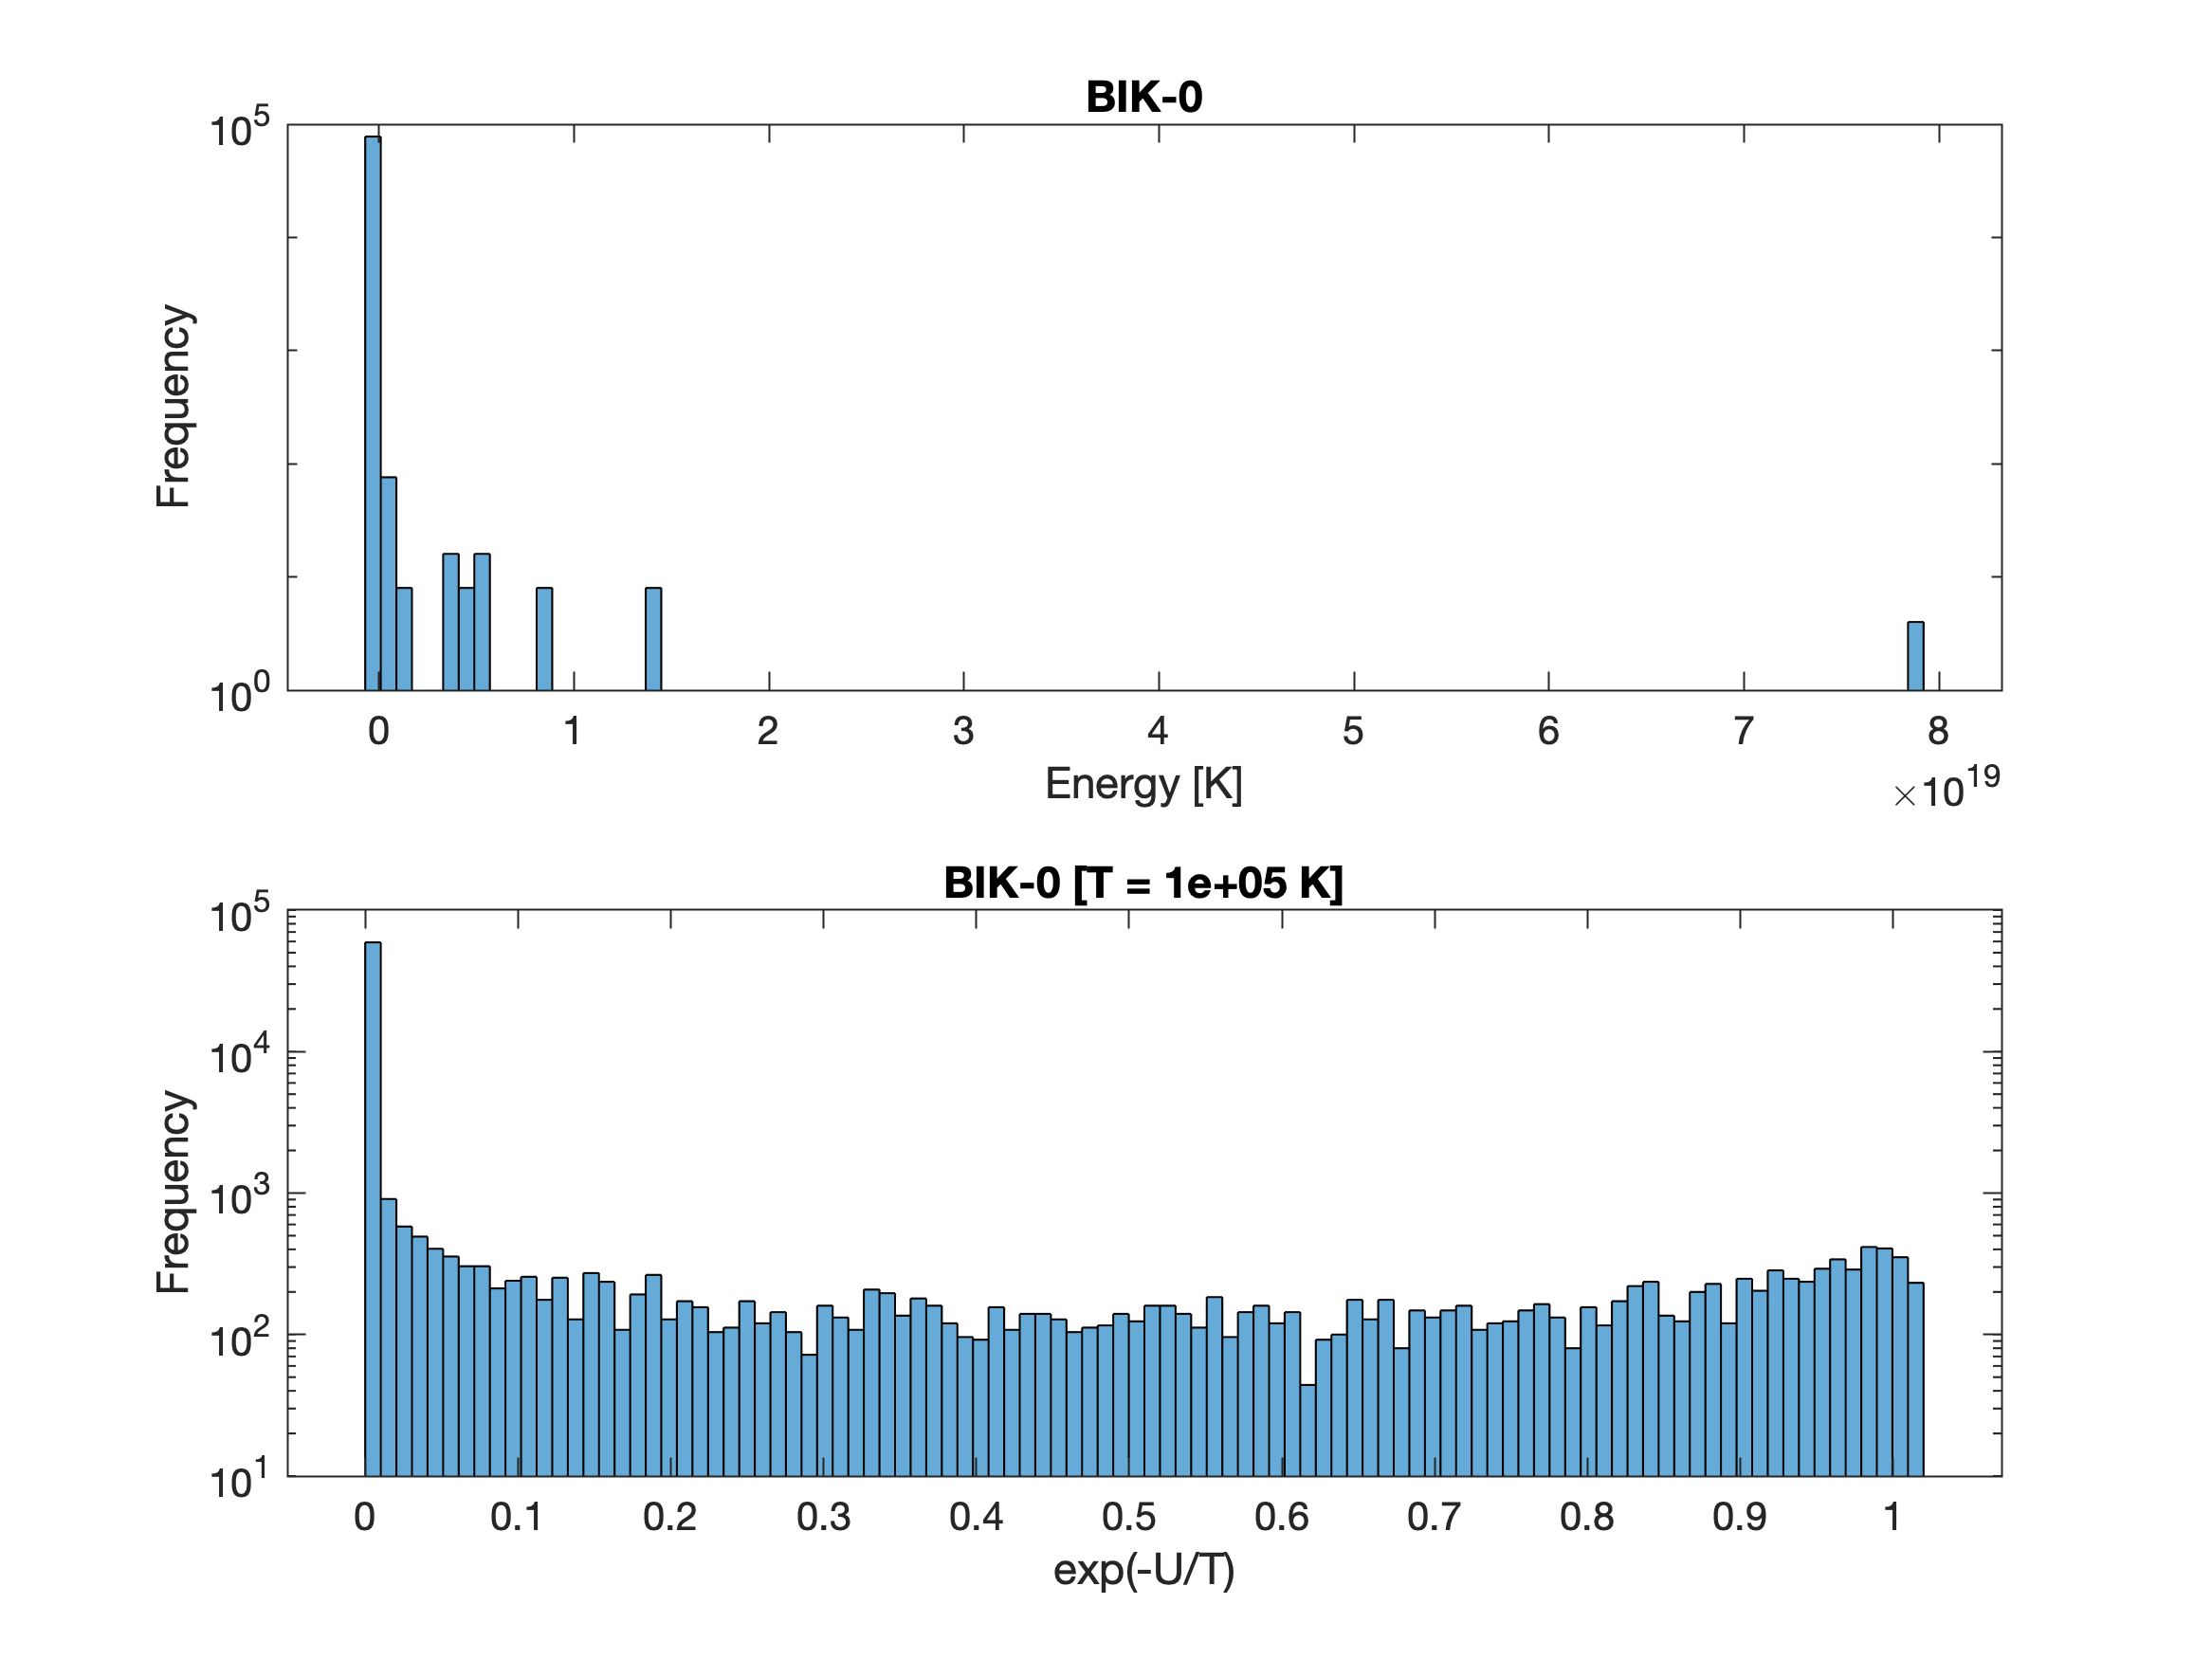 BIK-0
10^5
Frequency
10^0
0 1 2 3 4 5 6 7 8
Energy [K]
×10^19
BIK-0 [T = 1e+05 K]
10^5
10^4
10^3
Frequency
10^2
10^1
0 0.1 0.2 0.3 0.4 0.5 0.6 0.7 0.8 0.9 1
exp(-U/T)